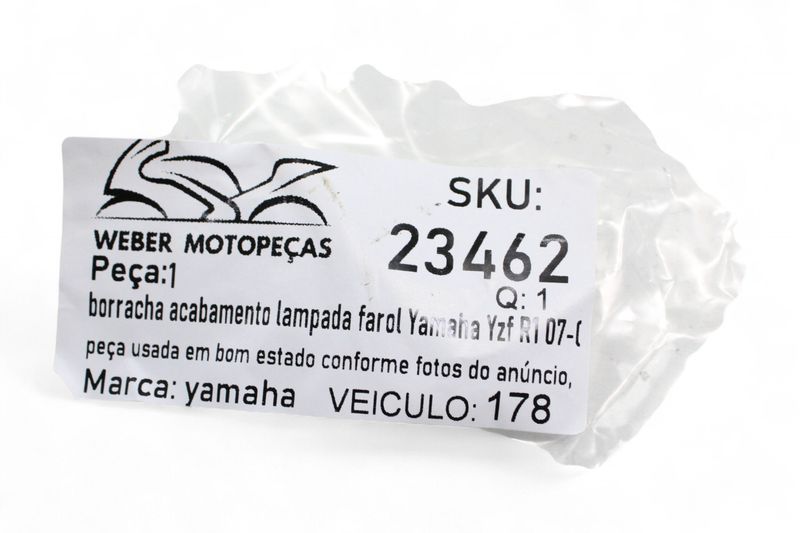 WEBER MOTOPEÇAS
SKU:
23462
Peça:1
Q: 1
borracha acabamento lampada farol Yamaha Yzf R1 07-(
peça usada em bom estado conforme fotos do anúncio,
Marca: yamaha
VEICULO: 178